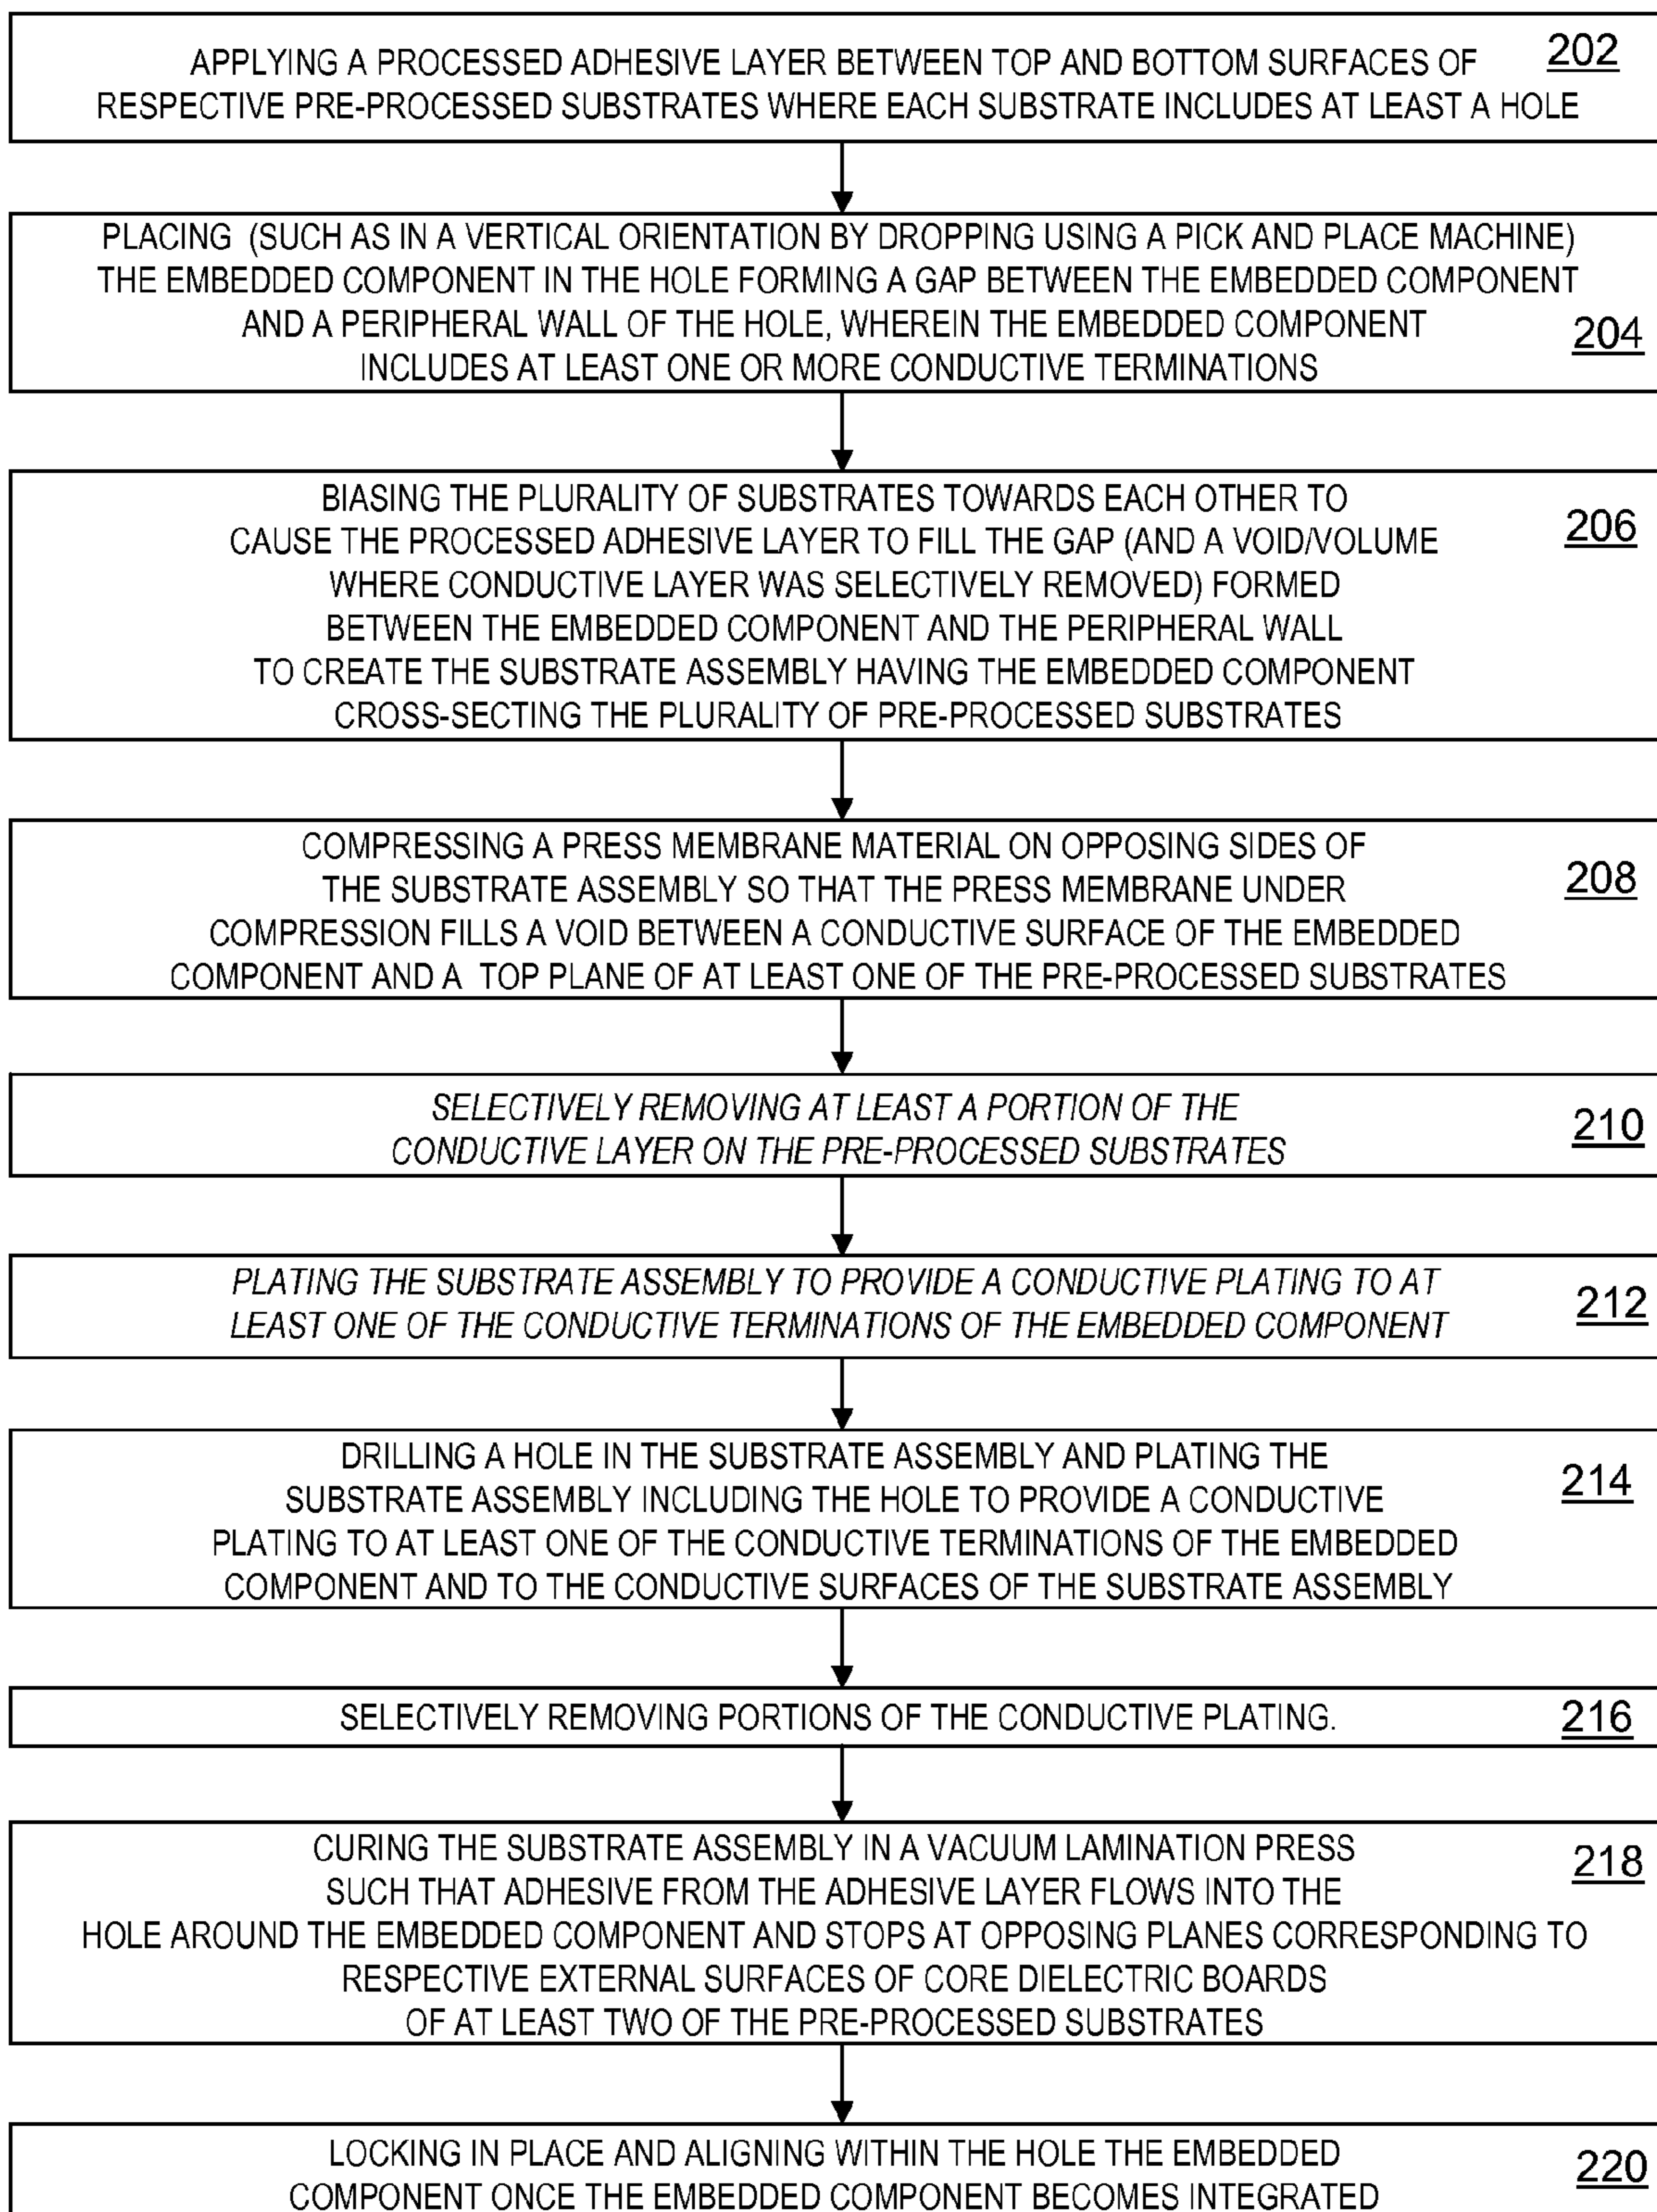 APPLYING A PROCESSED ADHESIVE LAYER BETWEEN TOP AND BOTTOM SURFACES OF 202
RESPECTIVE PRE-PROCESSED SUBSTRATES WHERE EACH SUBSTRATE INCLUDES AT LEAST A HOLE
PLACING (SUCH AS IN A VERTICAL ORIENTATION BY DROPPING USING A PICK AND PLACE MACHINE)
THE EMBEDDED COMPONENT IN THE HOLE FORMING A GAP BETWEEN THE EMBEDDED COMPONENT
AND A PERIPHERAL WALL OF THE HOLE, WHEREIN THE EMBEDDED COMPONENT 204
INCLUDES AT LEAST ONE OR MORE CONDUCTIVE TERMINATIONS
BIASING THE PLURALITY OF SUBSTRATES TOWARDS EACH OTHER TO 206
CAUSE THE PROCESSED ADHESIVE LAYER TO FILL THE GAP (AND A VOID/VOLUME
WHERE CONDUCTIVE LAYER WAS SELECTIVELY REMOVED) FORMED
BETWEEN THE EMBEDDED COMPONENT AND THE PERIPHERAL WALL
TO CREATE THE SUBSTRATE ASSEMBLY HAVING THE EMBEDDED COMPONENT
CROSS-SECTING THE PLURALITY OF PRE-PROCESSED SUBSTRATES
COMPRESSING A PRESS MEMBRANE MATERIAL ON OPPOSING SIDES OF
THE SUBSTRATE ASSEMBLY SO THAT THE PRESS MEMBRANE UNDER 208
COMPRESSION FILLS A VOID BETWEEN A CONDUCTIVE SURFACE OF THE EMBEDDED
COMPONENT AND A TOP PLANE OF AT LEAST ONE OF THE PRE-PROCESSED SUBSTRATES
SELECTIVELY REMOVING AT LEAST A PORTION OF THE 210
CONDUCTIVE LAYER ON THE PRE-PROCESSED SUBSTRATES
PLATING THE SUBSTRATE ASSEMBLY TO PROVIDE A CONDUCTIVE PLATING TO AT 212
LEAST ONE OF THE CONDUCTIVE TERMINATIONS OF THE EMBEDDED COMPONENT
DRILLING A HOLE IN THE SUBSTRATE ASSEMBLY AND PLATING THE 214
SUBSTRATE ASSEMBLY INCLUDING THE HOLE TO PROVIDE A CONDUCTIVE
PLATING TO AT LEAST ONE OF THE CONDUCTIVE TERMINATIONS OF THE EMBEDDED
COMPONENT AND TO THE CONDUCTIVE SURFACES OF THE SUBSTRATE ASSEMBLY
SELECTIVELY REMOVING PORTIONS OF THE CONDUCTIVE PLATING. 216
CURING THE SUBSTRATE ASSEMBLY IN A VACUUM LAMINATION PRESS 218
SUCH THAT ADHESIVE FROM THE ADHESIVE LAYER FLOWS INTO THE
HOLE AROUND THE EMBEDDED COMPONENT AND STOPS AT OPPOSING PLANES CORRESPONDING TO
RESPECTIVE EXTERNAL SURFACES OF CORE DIELECTRIC BOARDS
OF AT LEAST TWO OF THE PRE-PROCESSED SUBSTRATES
LOCKING IN PLACE AND ALIGNING WITHIN THE HOLE THE EMBEDDED 220
COMPONENT ONCE THE EMBEDDED COMPONENT BECOMES INTEGRATED